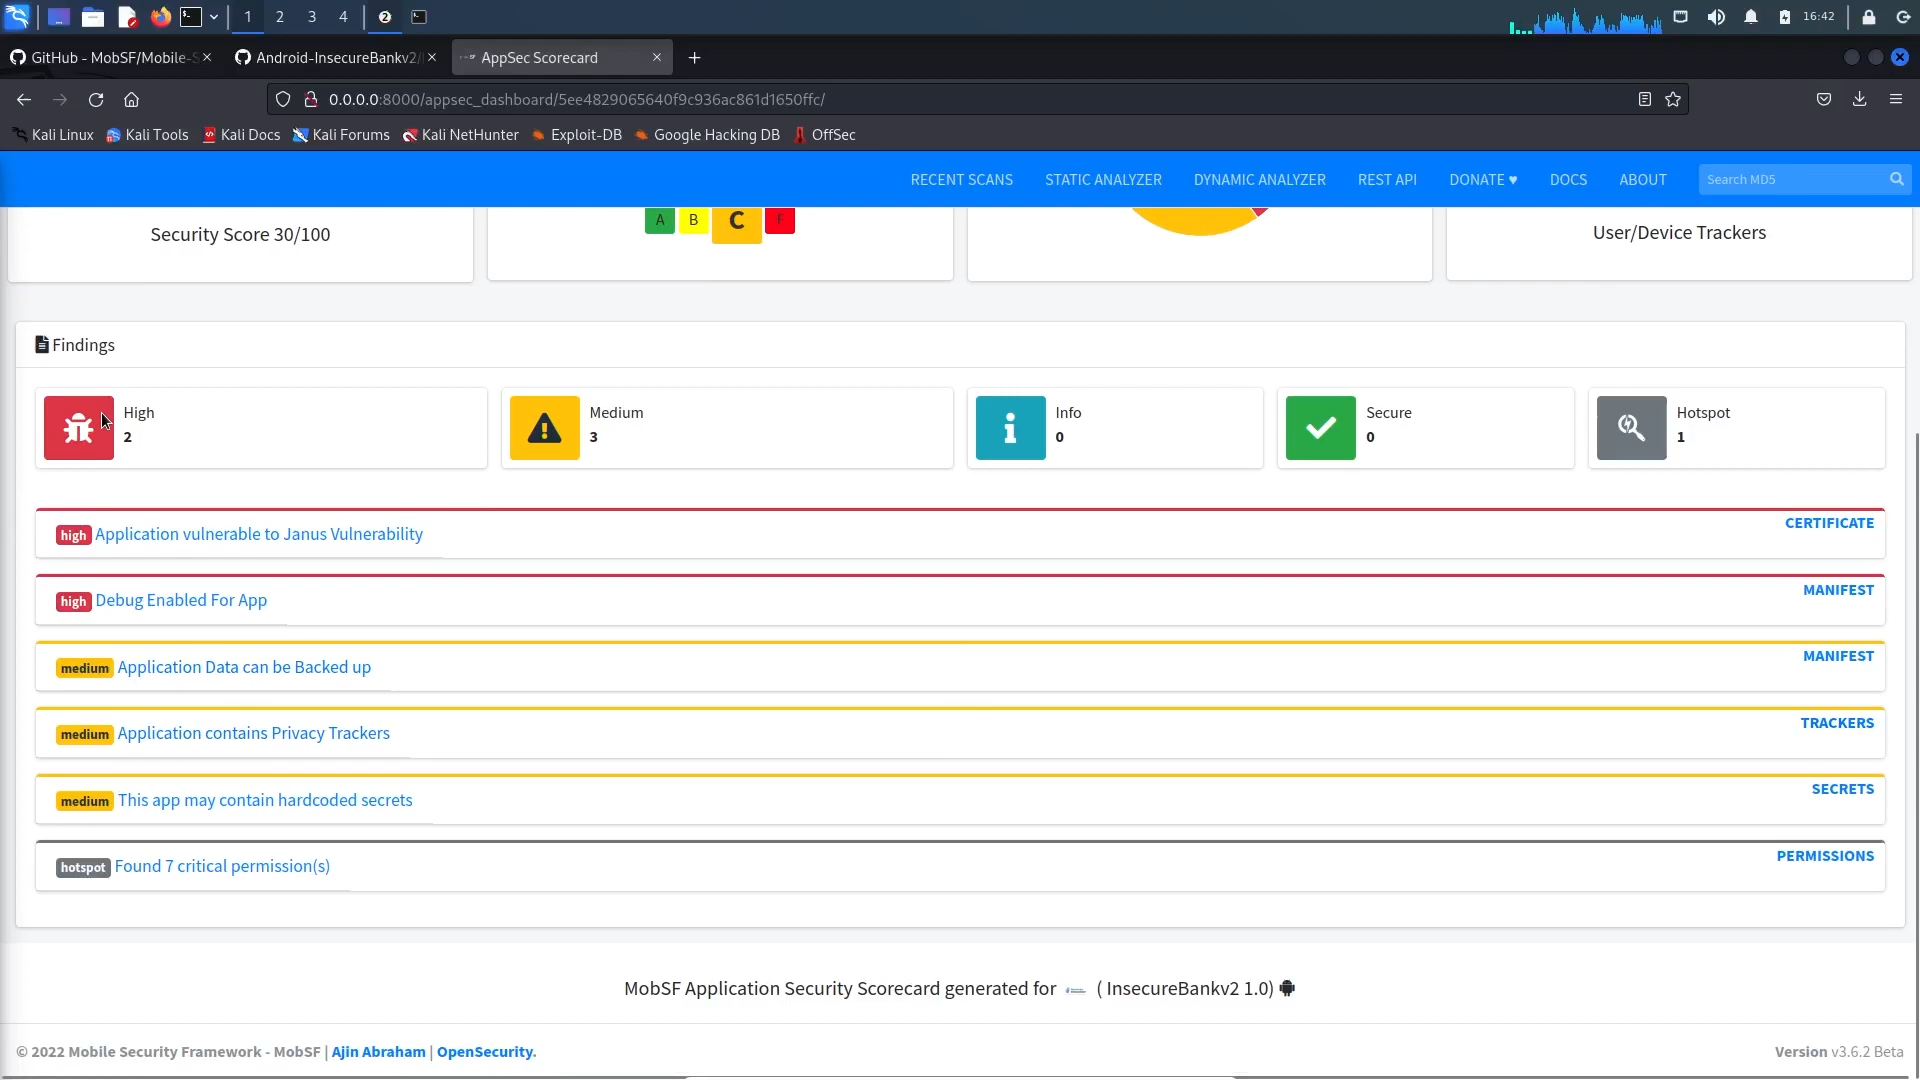 1 2 3 4 2 16:42
GitHub - MobSF/Mobile-S
Android-InsecureBankv2/
AppSec Scorecard
0.0.0.0:8000/appsec_dashboard/5ee4829065640f9c936ac861d1650ffc/
Kali Linux Kali Tools Kali Docs Kali Forums Kali NetHunter Exploit-DB Google Hacking DB OffSec
RECENT SCANS STATIC ANALYZER DYNAMIC ANALYZER REST API DONATE ♥ DOCS ABOUT Search MD5
Security Score 30/100
A B C F
User/Device Trackers
Findings
High
2
Medium
3
Info
0
Secure
0
Hotspot
1
high Application vulnerable to Janus Vulnerability CERTIFICATE
high Debug Enabled For App MANIFEST
medium Application Data can be Backed up MANIFEST
medium Application contains Privacy Trackers TRACKERS
medium This app may contain hardcoded secrets SECRETS
hotspot Found 7 critical permission(s) PERMISSIONS
MobSF Application Security Scorecard generated for ( InsecureBankv2 1.0)
© 2022 Mobile Security Framework - MobSF | Ajin Abraham | OpenSecurity. Version v3.6.2 Beta